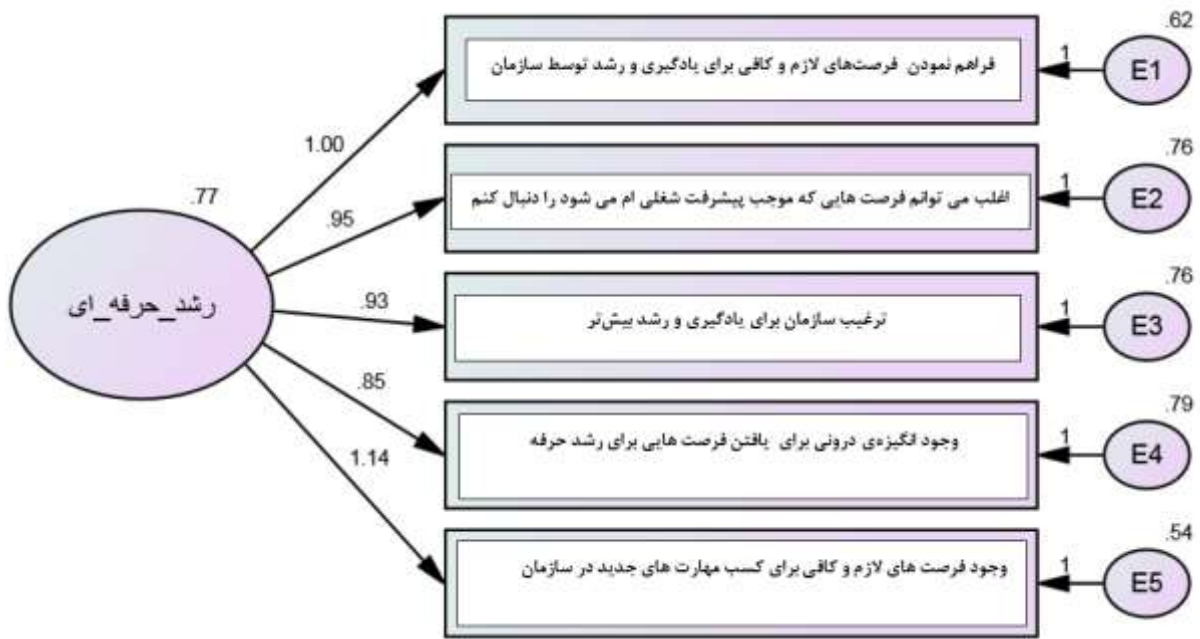 .62
فراهم نمودن فرصت‌های لازم و کافی برای یادگیری و رشد توسط سازمان
1
E1
1.00
.76
اغلب می توانم فرصت هایی که موجب پیشرفت شغلی ام می شود را دنبال کنم
1
E2
.77
.95
رشد_حرفه_ای
.76
ترغیب سازمان برای یادگیری و رشد بیش‌تر
1
E3
.93
.79
وجود انگیزه‌ی درونی برای یافتن فرصت هایی برای رشد حرفه
1
E4
.85
1.14
.54
وجود فرصت های لازم و کافی برای کسب مهارت های جدید در سازمان
1
E5